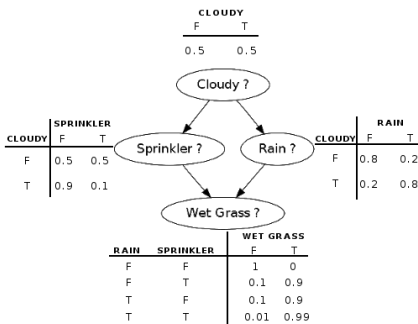 CLOUDY
F T
0.5 0.5
Cloudy ?
SPRINKLER
CLOUDY F T
F 0.5 0.5
T 0.9 0.1
Sprinkler ?
Rain ?
RAIN
CLOUDY F T
F 0.8 0.2
T 0.2 0.8
Wet Grass ?
WET GRASS
RAIN SPRINKLER F T
F F 1 0
F T 0.1 0.9
T F 0.1 0.9
T T 0.01 0.99